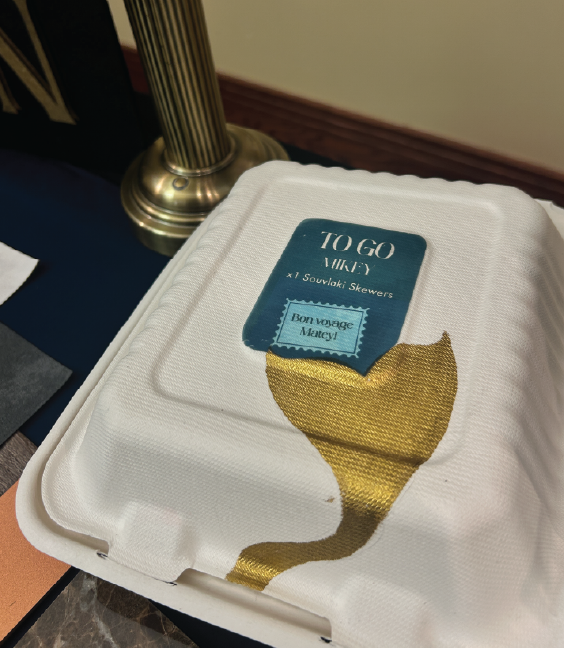 N
TO GO
MIKEY
x1 Souvlaki Skewers
Bon voyage
Matey!